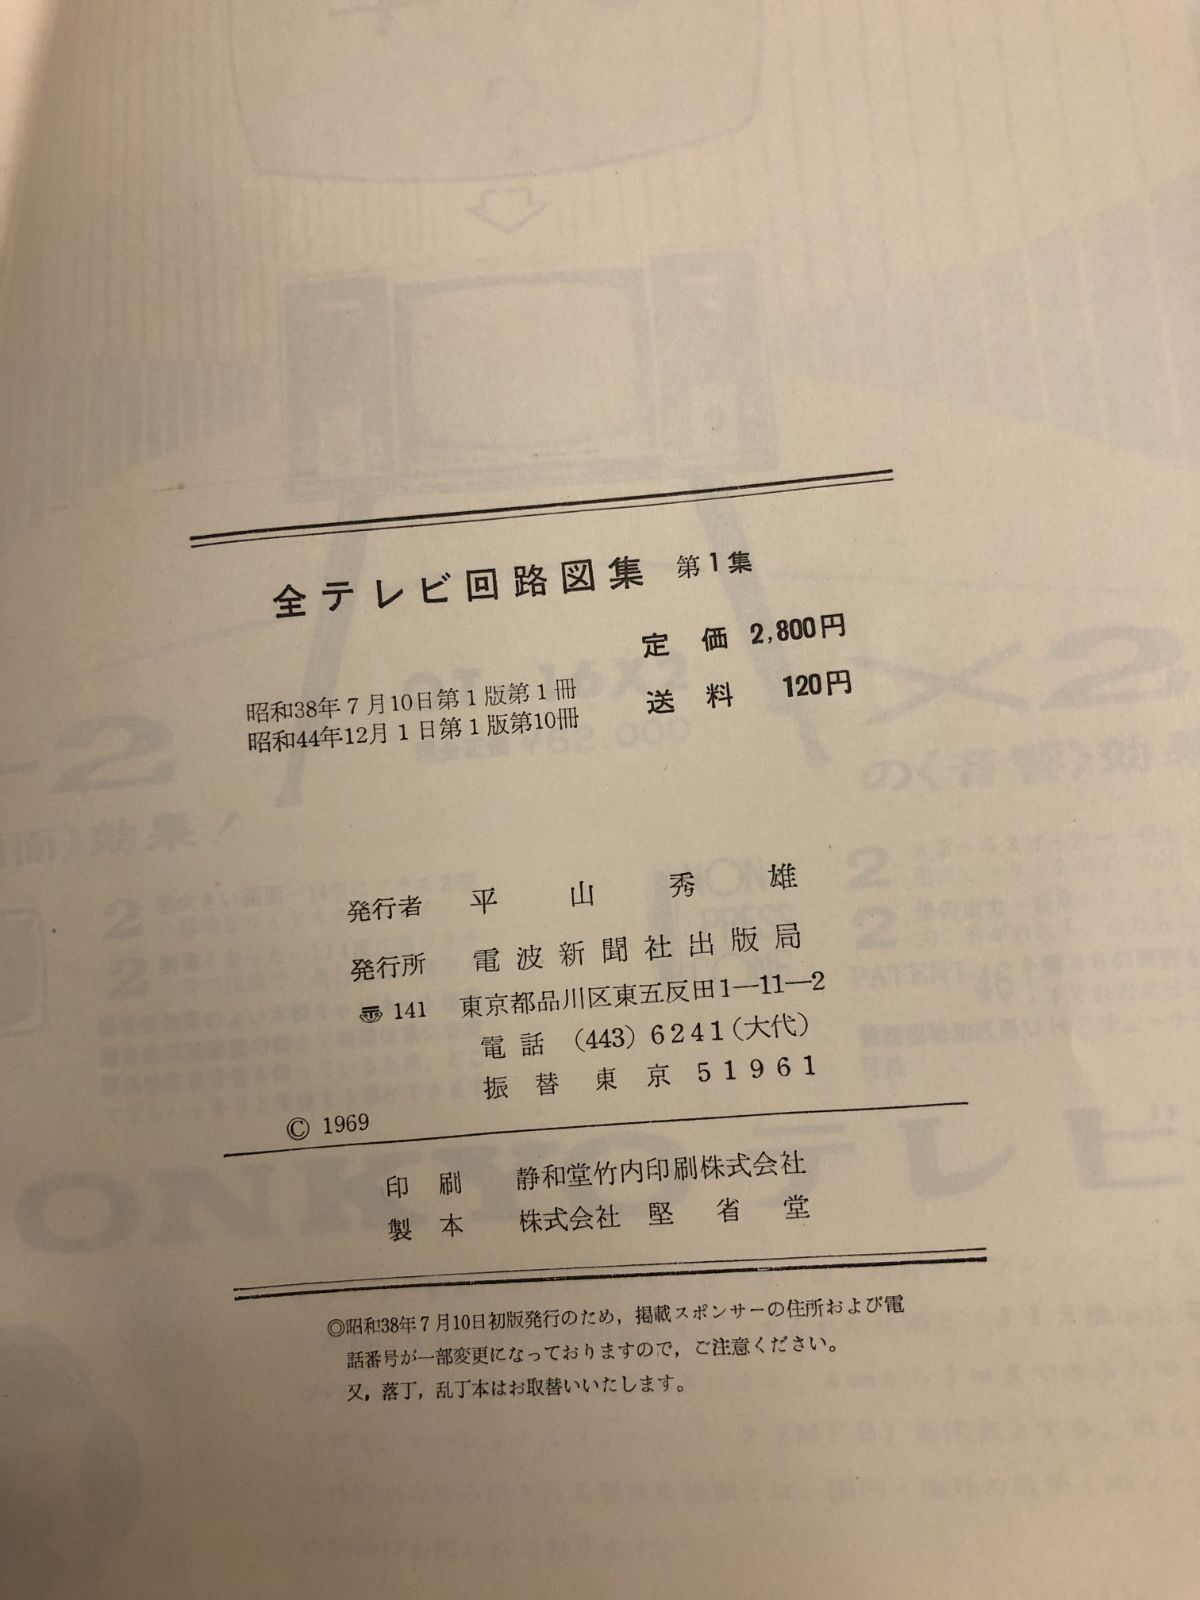 全テレビ回路図集 第1集
定価 2,800円
送料 120円
昭和38年7月10日第1版第1冊
昭和44年12月1日第1版第10冊
発行者 平山秀雄
発行所 電波新聞社出版局
〠 141 東京都品川区東五反田1―11―2
電話 (443) 6241(大代)
振替 東京 51961
© 1969
印刷 静和堂竹内印刷株式会社
製本 株式会社 堅省堂
◎昭和38年7月10日初版発行のため,掲載スポンサーの住所および電
話番号が一部変更になっておりますので,ご注意ください。
又,落丁,乱丁本はお取替いいたします。